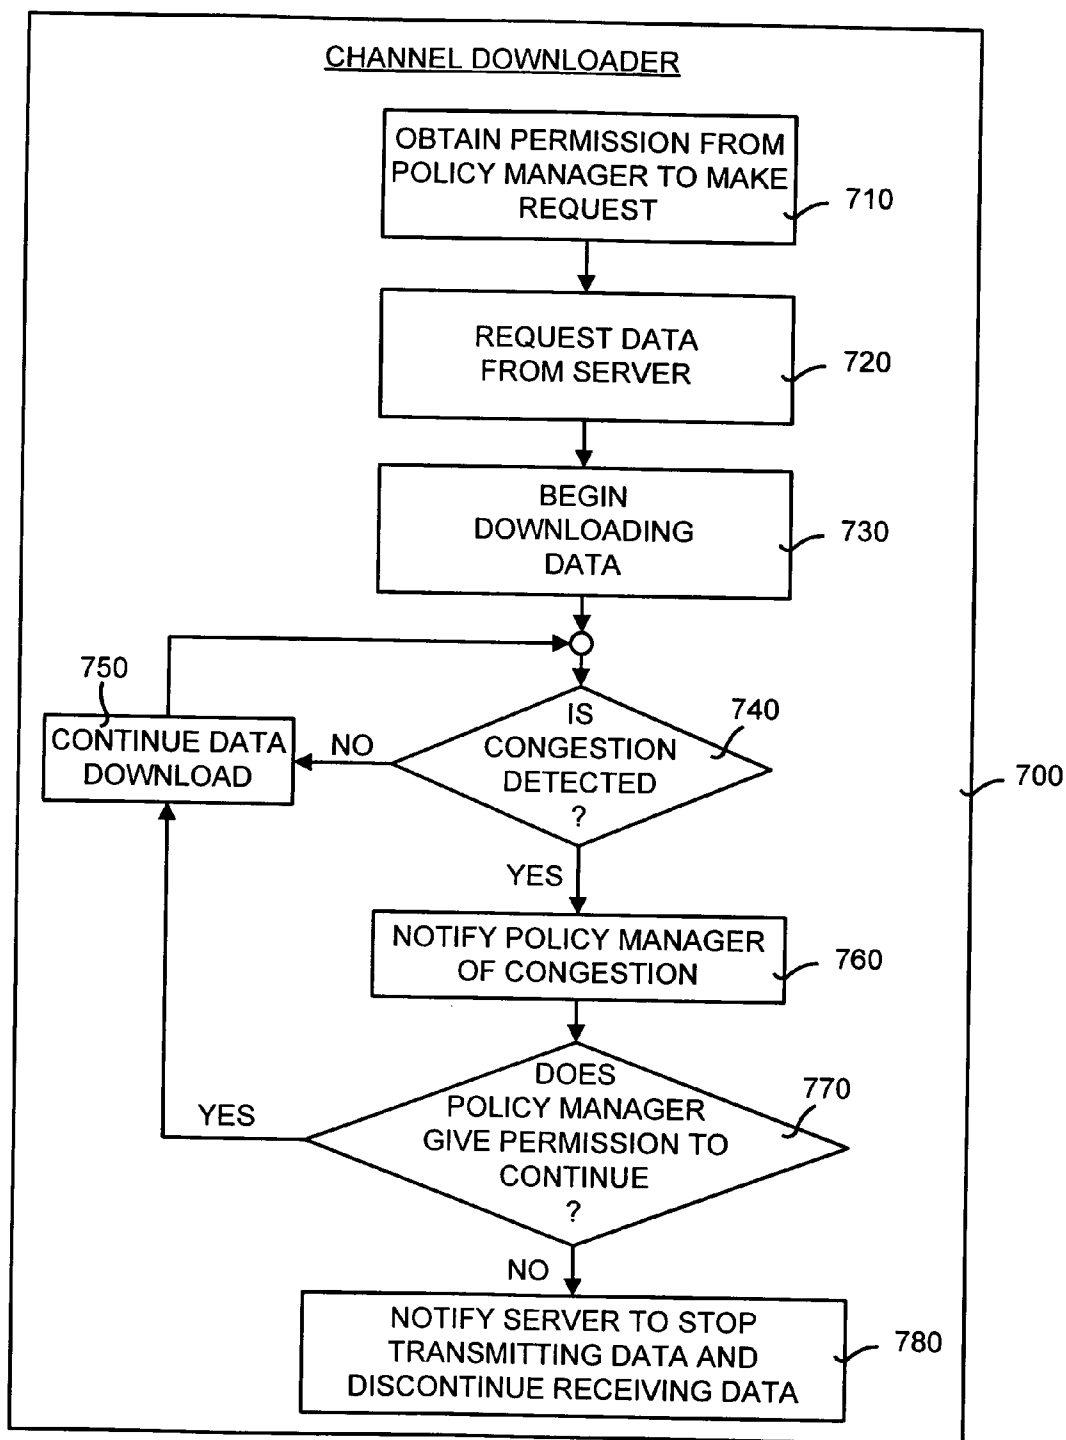 CHANNEL DOWNLOADER
OBTAIN PERMISSION FROM
POLICY MANAGER TO MAKE
REQUEST
710
REQUEST DATA
FROM SERVER
720
BEGIN
DOWNLOADING
DATA
730
750
CONTINUE DATA
DOWNLOAD
NO
IS
CONGESTION
DETECTED
?
740
700
YES
NOTIFY POLICY MANAGER
OF CONGESTION
760
DOES
POLICY MANAGER
GIVE PERMISSION TO
CONTINUE
?
770
YES
NO
NOTIFY SERVER TO STOP
TRANSMITTING DATA AND
DISCONTINUE RECEIVING DATA
780